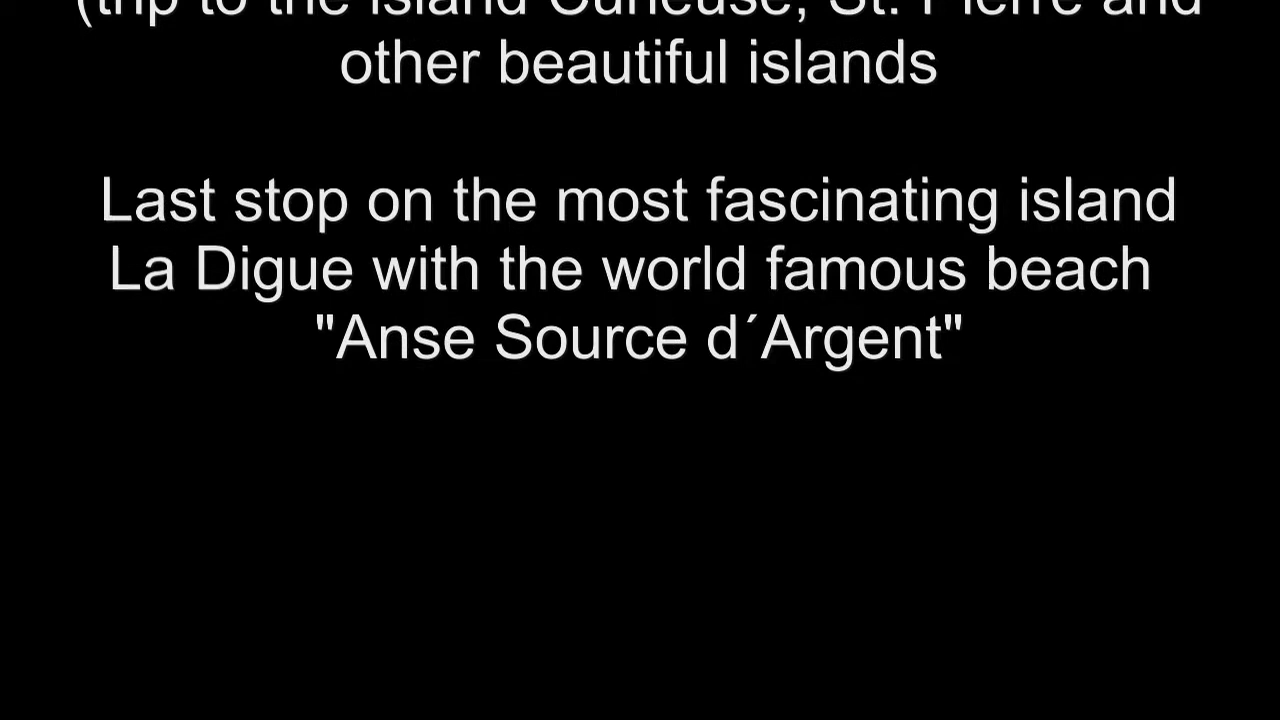 (trip to the island Curieuse, St. Pierre and
other beautiful islands
Last stop on the most fascinating island
La Digue with the world famous beach
"Anse Source d´Argent"